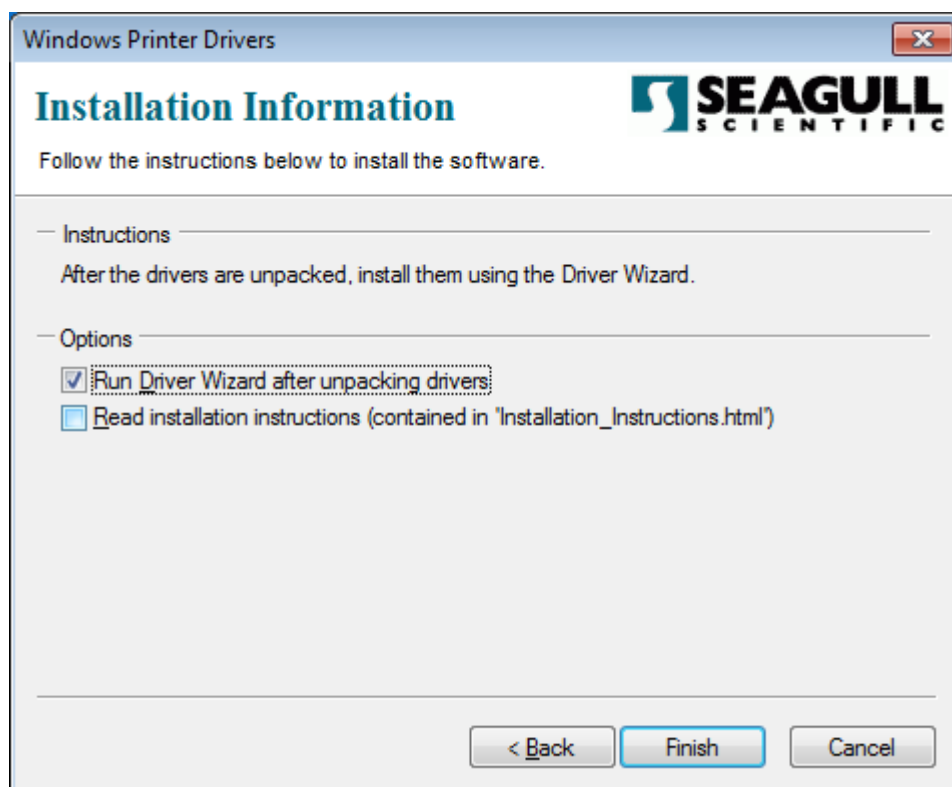 Windows Printer Drivers
Installation Information
SEAGULL
SCIENTIFIC
Follow the instructions below to install the software.
Instructions
After the drivers are unpacked, install them using the Driver Wizard.
Options
Run Driver Wizard after unpacking drivers
Read installation instructions (contained in 'Installation_Instructions.html')
< Back Finish Cancel